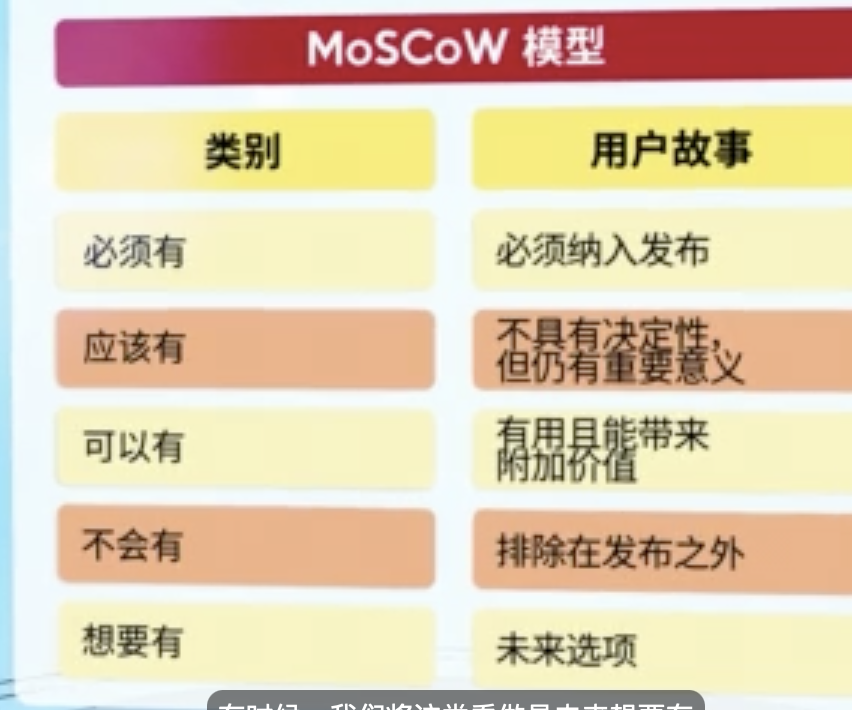 MoSCoW 模型
类别
用户故事
必须有
必须纳入发布
应该有
不具有决定性，
但仍有重要意义
可以有
有用且能带来
附加价值
不会有
排除在发布之外
想要有
未来选项